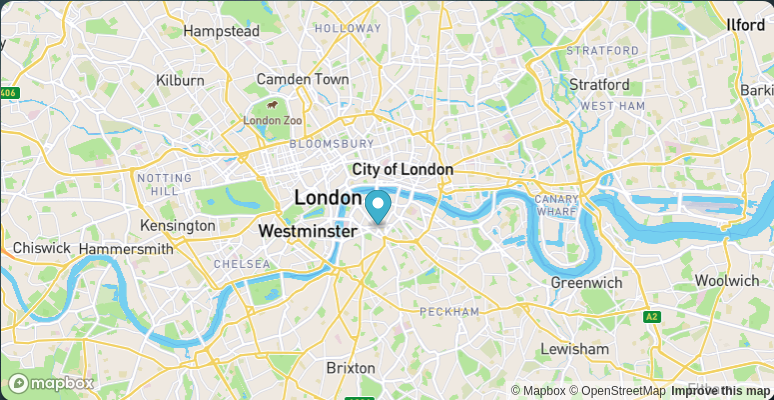 Hampstead
HOLLOWAY
Ilford
STRATFORD
Kilburn
Camden Town
Stratford
406
Barki
WEST HAM
London Zoo
BLOOMSBURY
City of London
NOTTING
HILL
London
CANARY
WHARF
Kensington
Westminster
Chiswick
Hammersmith
CHELSEA
Woolwich
Greenwich
PECKHAM
A2
Lewisham
Brixton
mapbox
© Mapbox © OpenStreetMap Improve this map